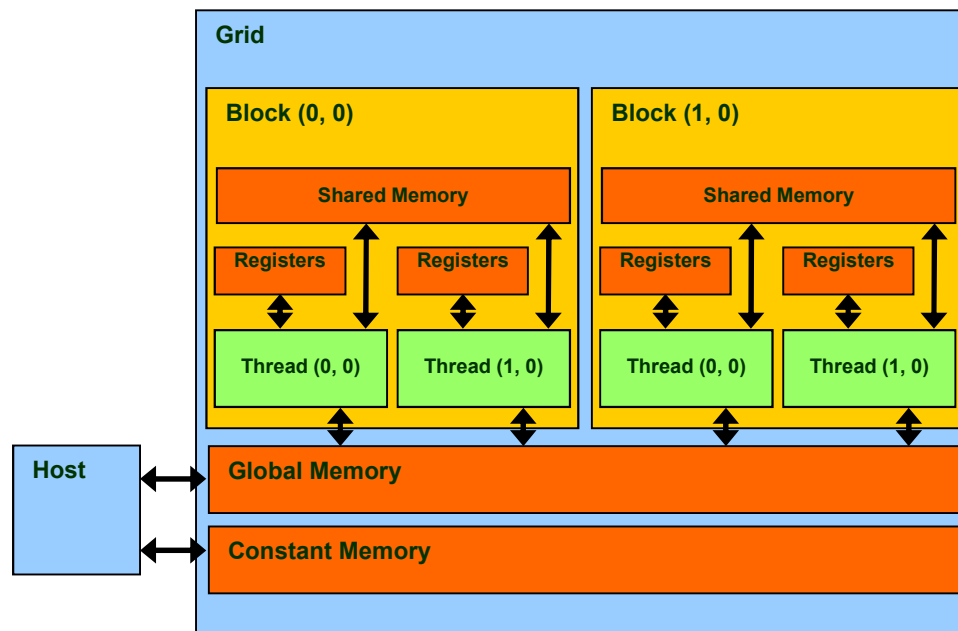 Grid
Block (0, 0)
Block (1, 0)
Shared Memory
Shared Memory
Registers
Registers
Registers
Registers
Thread (0, 0)
Thread (1, 0)
Thread (0, 0)
Thread (1, 0)
Host
Global Memory
Constant Memory